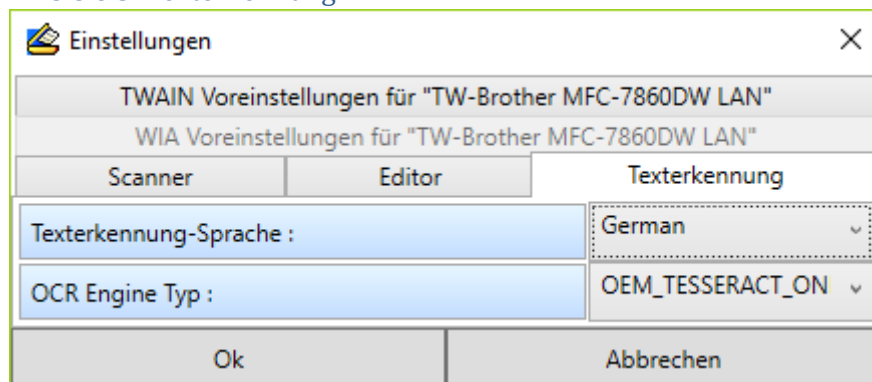 Einstellungen
TWAIN Voreinstellungen für "TW-Brother MFC-7860DW LAN"
WIA Voreinstellungen für "TW-Brother MFC-7860DW LAN"
Scanner Editor Texterkennung
Texterkennung-Sprache : German
OCR Engine Typ : OEM_TESSERACT_ON
Ok Abbrechen